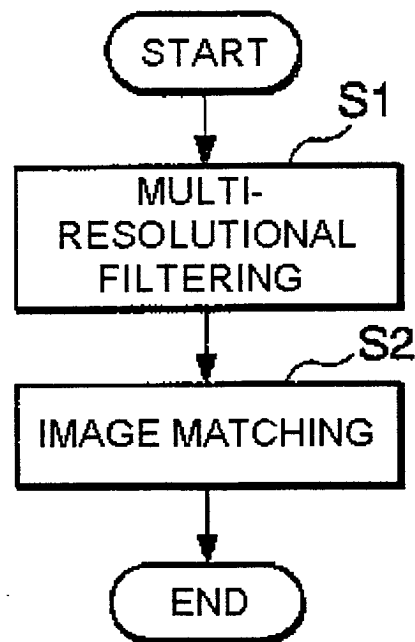 START
S1
MULTI-
RESOLUTIONAL
FILTERING
S2
IMAGE MATCHING
END